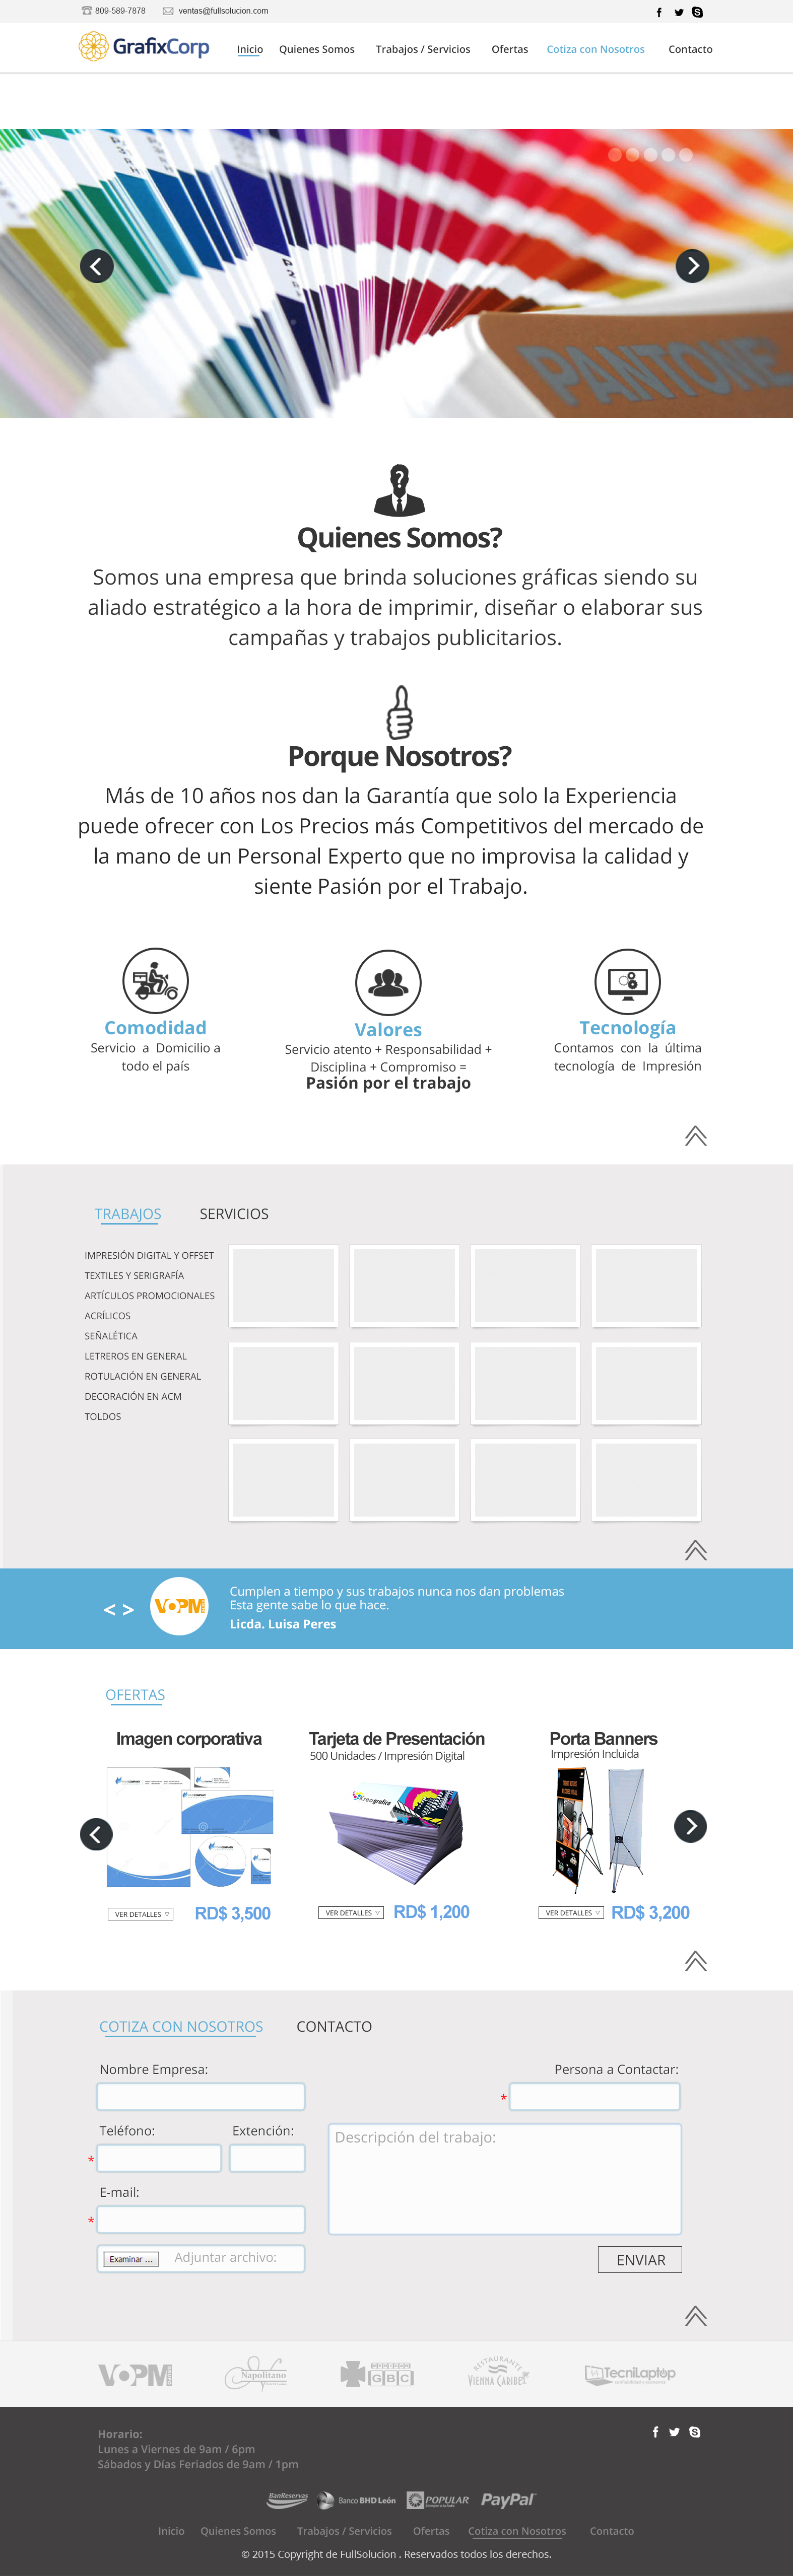 809-589-7878 ventas@fullsolucion.com
GrafixCorp
Inicio Quienes Somos Trabajos / Servicios Ofertas Cotiza con Nosotros Contacto
PANTONE
Quienes Somos?
Somos una empresa que brinda soluciones gráficas siendo su
aliado estratégico a la hora de imprimir, diseñar o elaborar sus
campañas y trabajos publicitarios.
Porque Nosotros?
Más de 10 años nos dan la Garantía que solo la Experiencia
puede ofrecer con Los Precios más Competitivos del mercado de
la mano de un Personal Experto que no improvisa la calidad y
siente Pasión por el Trabajo.
Comodidad
Servicio a Domicilio a
todo el país
Valores
Servicio atento + Responsabilidad +
Disciplina + Compromiso =
Pasión por el trabajo
Tecnología
Contamos con la última
tecnología de Impresión
TRABAJOS SERVICIOS
IMPRESIÓN DIGITAL Y OFFSET
TEXTILES Y SERIGRAFÍA
ARTÍCULOS PROMOCIONALES
ACRÍLICOS
SEÑALÉTICA
LETREROS EN GENERAL
ROTULACIÓN EN GENERAL
DECORACIÓN EN ACM
TOLDOS
< >
VOPM
Cumplen a tiempo y sus trabajos nunca nos dan problemas
Esta gente sabe lo que hace.
Licda. Luisa Peres
OFERTAS
Imagen corporativa
VER DETALLES
RD$ 3,500
Tarjeta de Presentación
500 Unidades / Impresión Digital
VER DETALLES
RD$ 1,200
Porta Banners
Impresión Incluida
VER DETALLES
RD$ 3,200
COTIZA CON NOSOTROS CONTACTO
Nombre Empresa:
Persona a Contactar:
*
Teléfono: Extención:
*
Descripción del trabajo:
E-mail:
*
Examinar ... Adjuntar archivo:
ENVIAR
VOPM
Napolitano
GBC
RESTAURANTE
VIENNA CARIBE
TecniLaptop
Horario:
Lunes a Viernes de 9am / 6pm
Sábados y Días Feriados de 9am / 1pm
BanReservas Banco BHD León POPULAR PayPal
Inicio Quienes Somos Trabajos / Servicios Ofertas Cotiza con Nosotros Contacto
© 2015 Copyright de FullSolucion . Reservados todos los derechos.